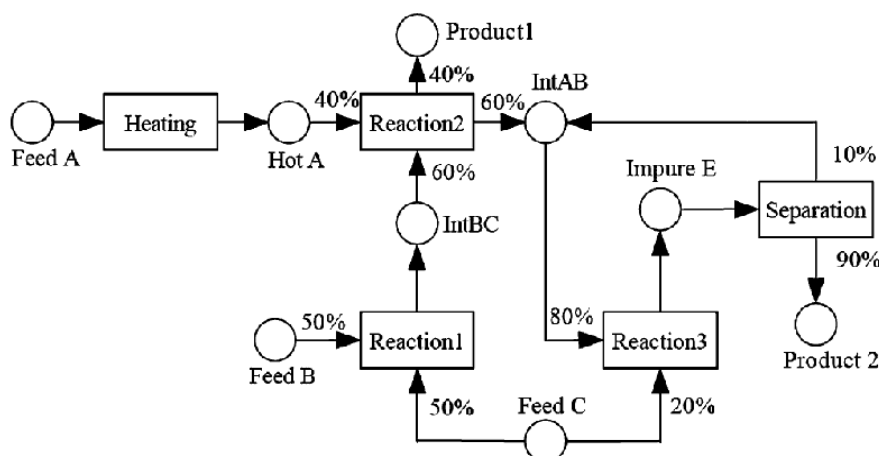 Product1
40%
IntAB
40%
60%
Heating
Reaction2
Feed A
Hot A
10%
60%
Impure E
Separation
IntBC
90%
50%
80%
Reaction1
Reaction3
Feed B
Product 2
50%
Feed C
20%